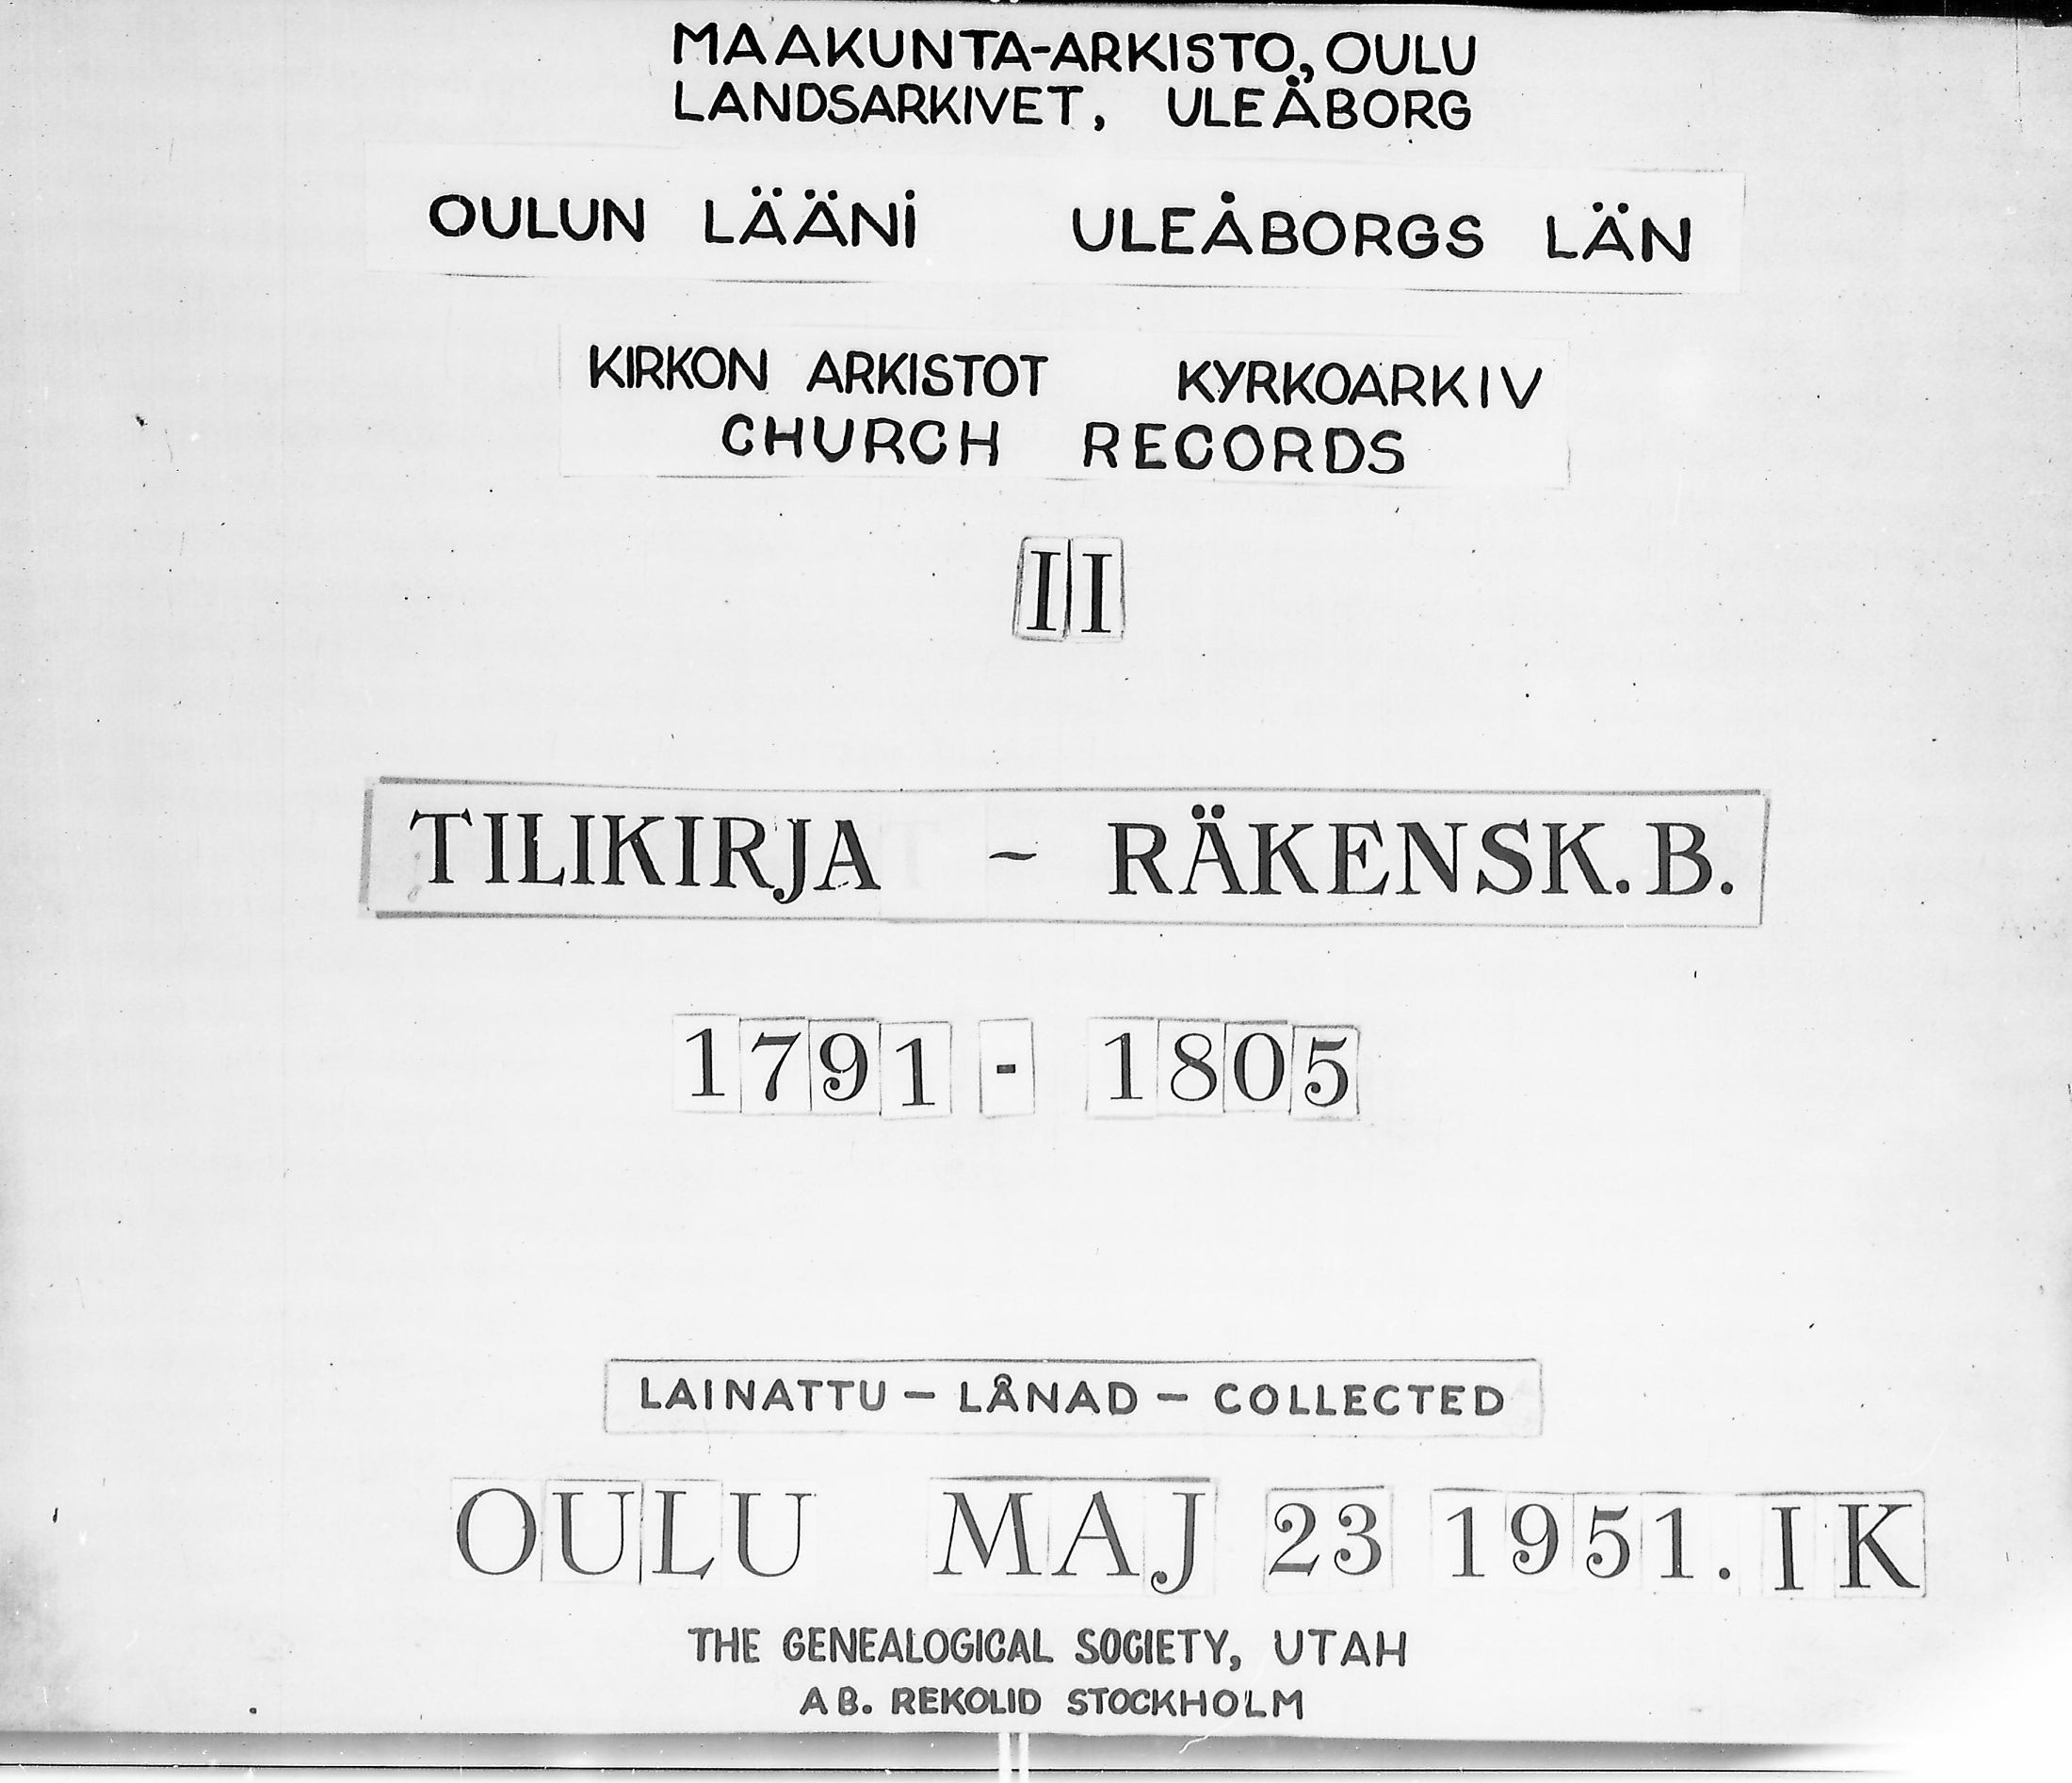 MAAKUNTA-ARKISTO, OULU
LANDSARKIVET, ULEÅBORG
OULUN LÄÄNI ULEÅBORGS LÄN
KIRKON ARKISTOT KYRKOARKIV
CHURCH RECORDS
II
TILIKIRJA - RÄKENSK.B.
1791 - 1805
LAINATTU - LÅNAD - COLLECTED
OULU MAJ 23 1951. IK
THE GENEALOGICAL SOCIETY, UTAH
AB. REKOLID STOCKHOLM